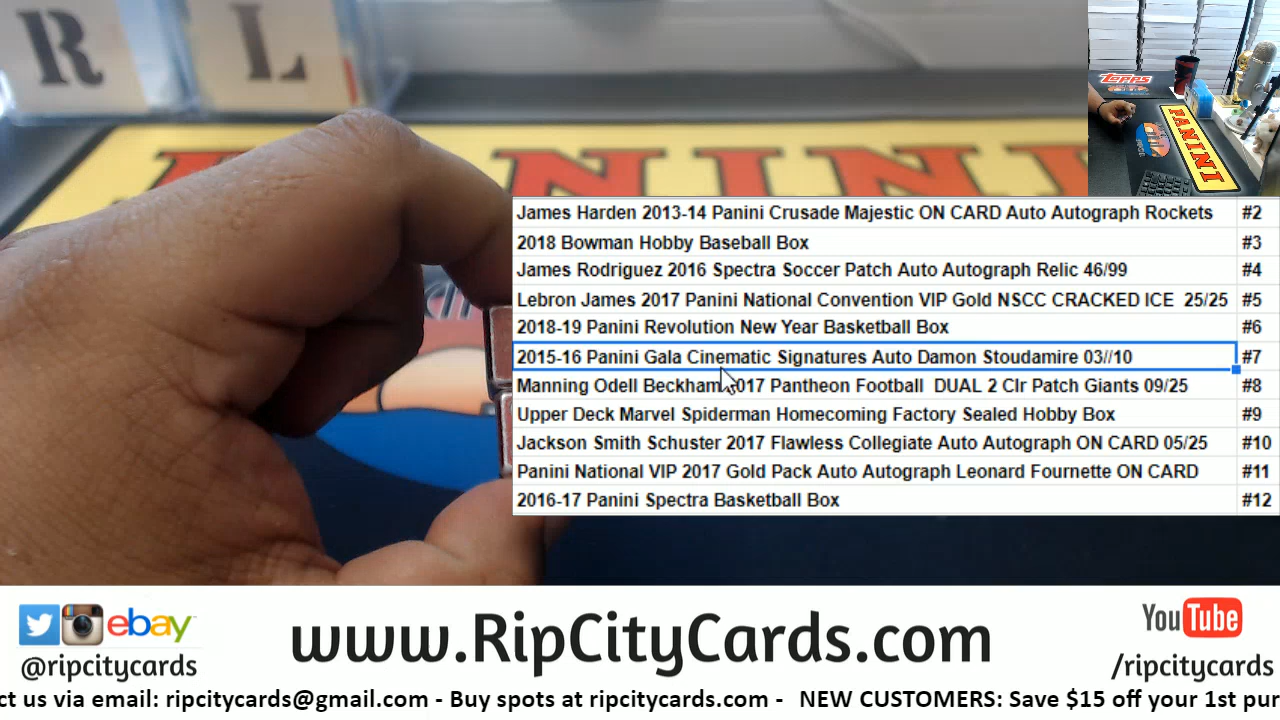 R L
TOPPS
PANINI
PANINI
James Harden 2013-14 Panini Crusade Majestic ON CARD Auto Autograph Rockets #2
2018 Bowman Hobby Baseball Box #3
James Rodriguez 2016 Spectra Soccer Patch Auto Autograph Relic 46/99 #4
Lebron James 2017 Panini National Convention VIP Gold NSCC CRACKED ICE 25/25 #5
2018-19 Panini Revolution New Year Basketball Box #6
2015-16 Panini Gala Cinematic Signatures Auto Damon Stoudamire 03//10 #7
Manning Odell Beckham 2017 Pantheon Football DUAL 2 Clr Patch Giants 09/25 #8
Upper Deck Marvel Spiderman Homecoming Factory Sealed Hobby Box #9
Jackson Smith Schuster 2017 Flawless Collegiate Auto Autograph ON CARD 05/25 #10
Panini National VIP 2017 Gold Pack Auto Autograph Leonard Fournette ON CARD #11
2016-17 Panini Spectra Basketball Box #12
ebay
@ripcitycards
www.RipCityCards.com
YouTube
/ripcitycards
ct us via email: ripcitycards@gmail.com - Buy spots at ripcitycards.com - NEW CUSTOMERS: Save $15 off your 1st pur